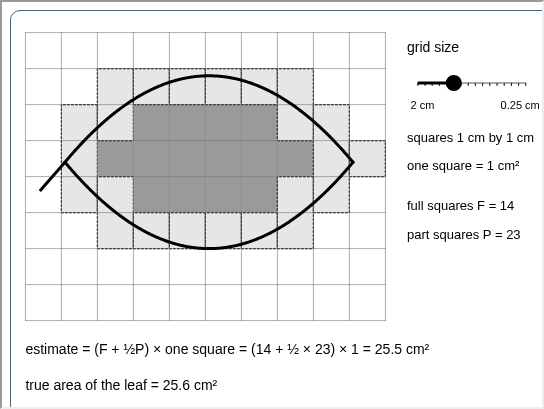 grid size
2 cm 0.25 cm
squares 1 cm by 1 cm
one square = 1 cm²
full squares F = 14
part squares P = 23
estimate = (F + ½P) × one square = (14 + ½ × 23) × 1 = 25.5 cm²
true area of the leaf = 25.6 cm²